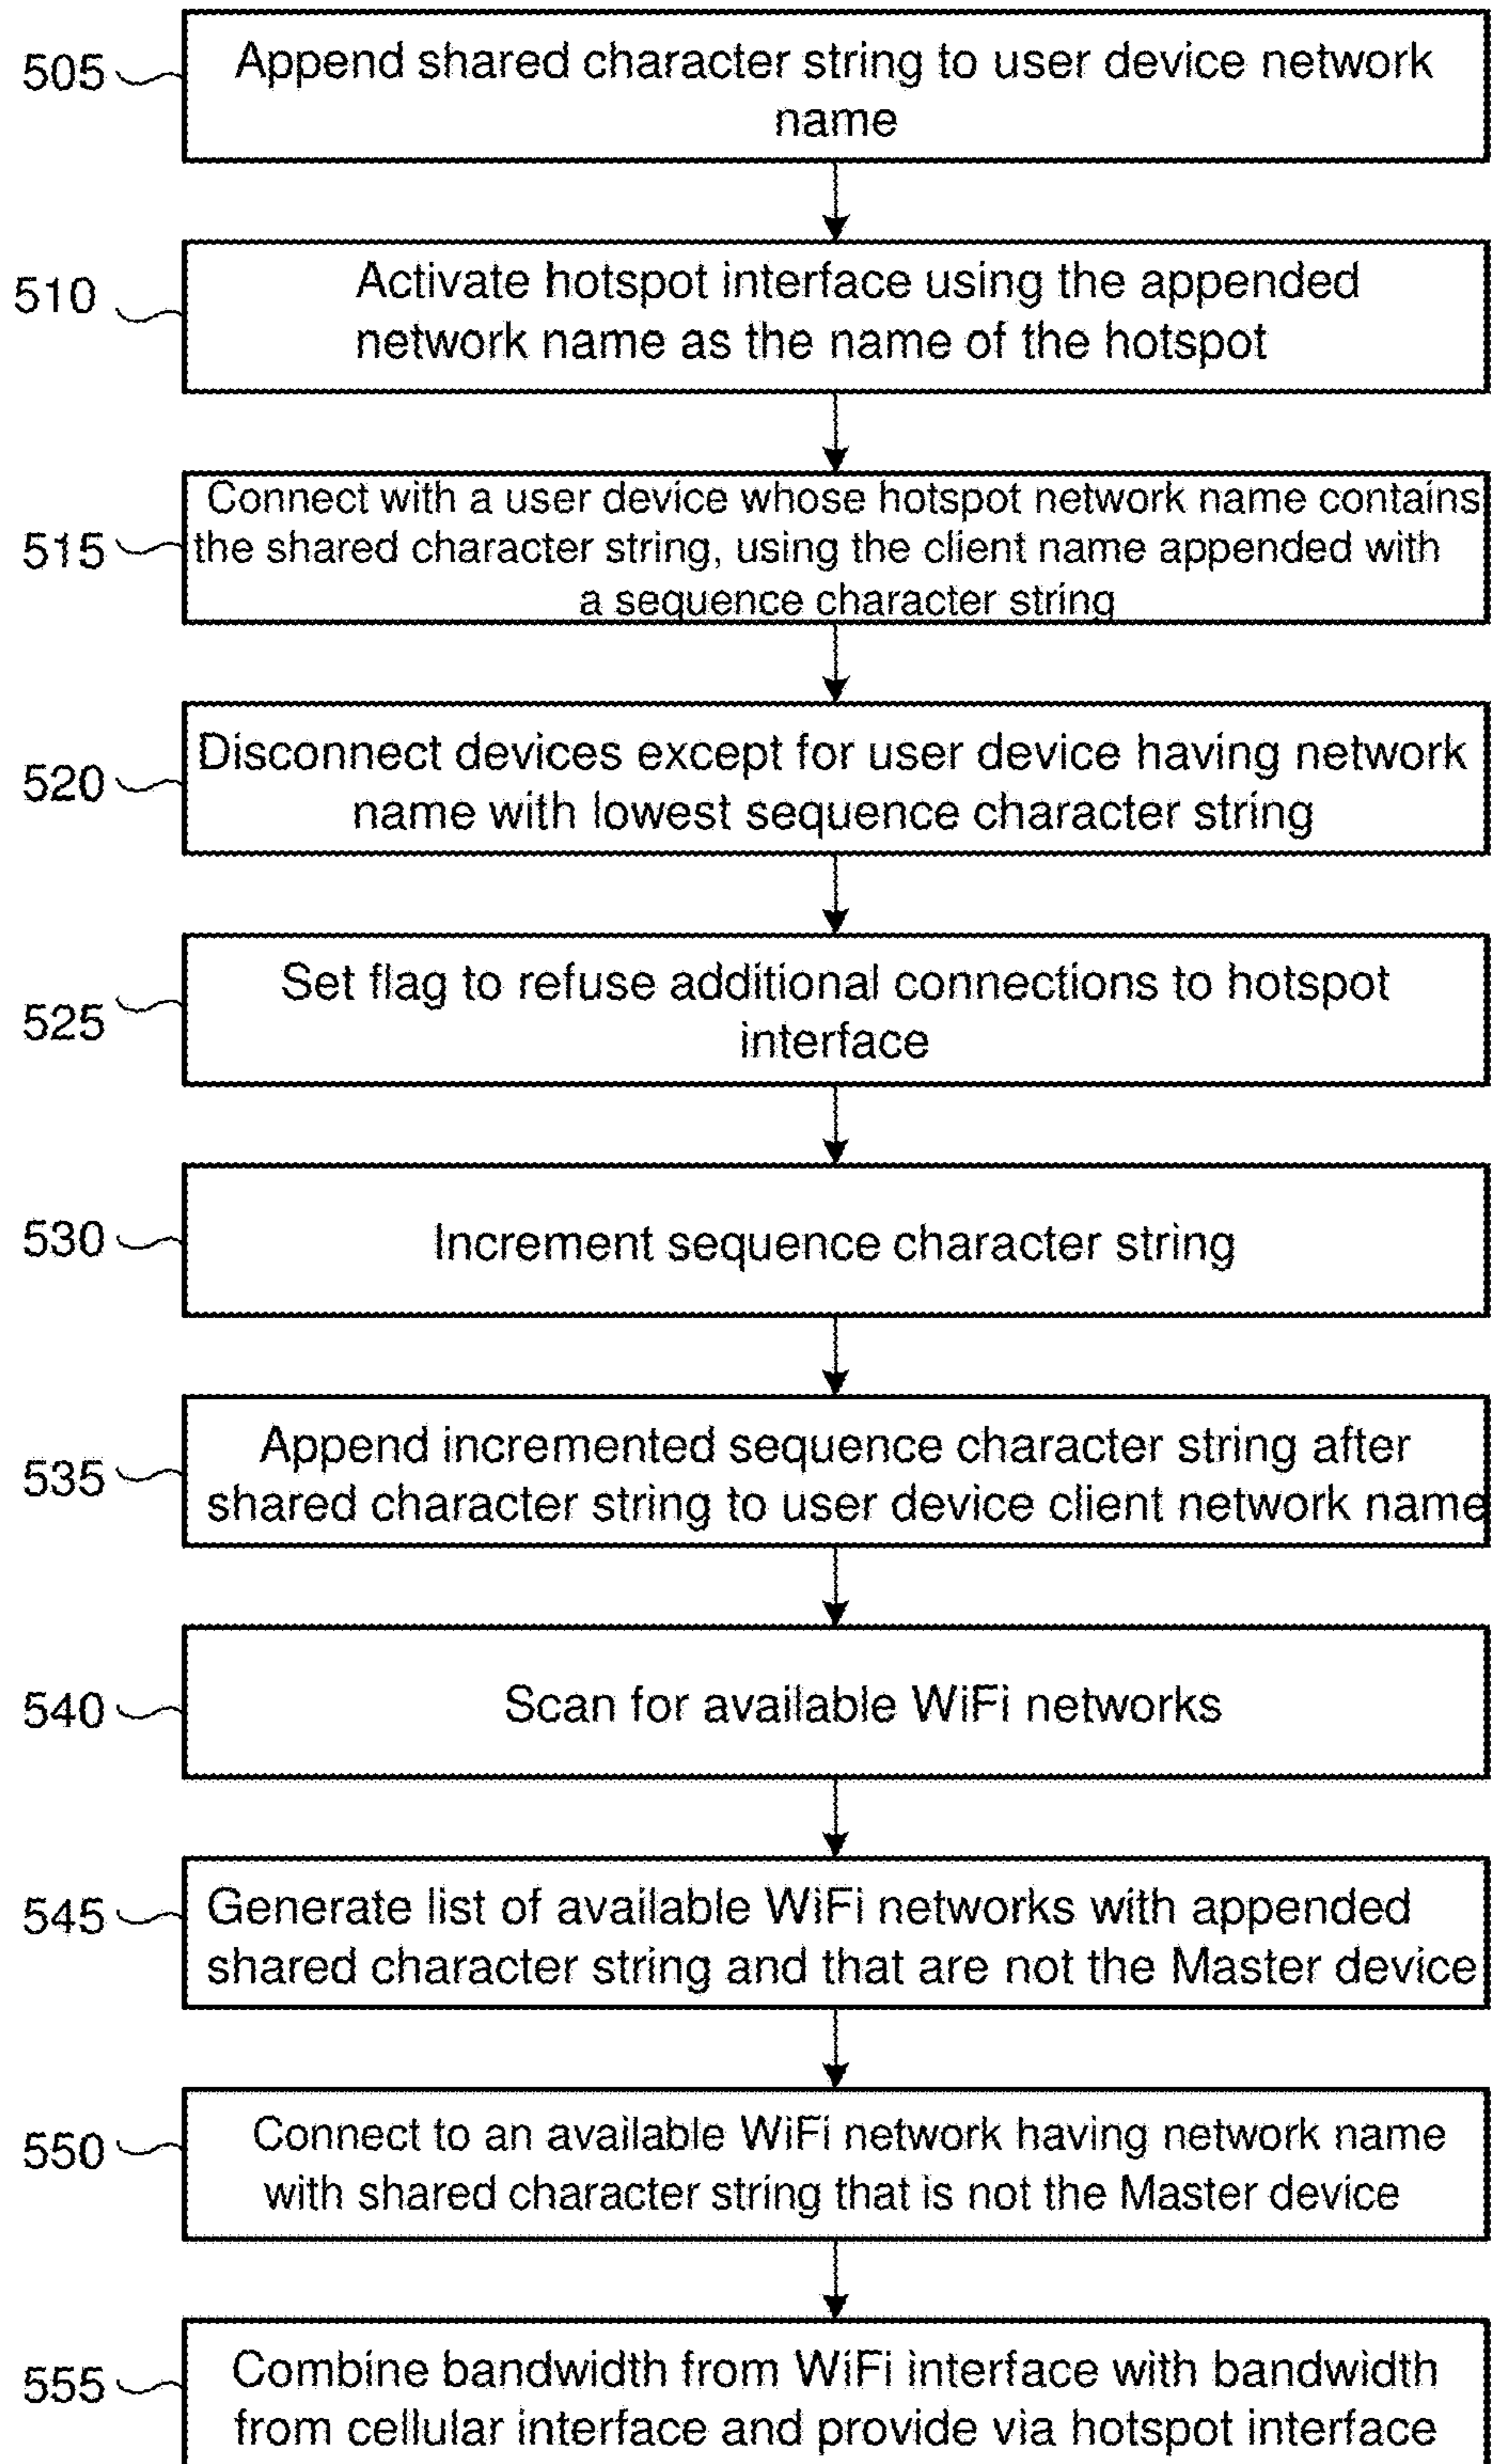 505
Append shared character string to user device network
name
510
Activate hotspot interface using the appended
network name as the name of the hotspot
515
Connect with a user device whose hotspot network name contains
the shared character string, using the client name appended with
a sequence character string
520
Disconnect devices except for user device having network
name with lowest sequence character string
525
Set flag to refuse additional connections to hotspot
interface
530
Increment sequence character string
535
Append incremented sequence character string after
shared character string to user device client network name
540
Scan for available WiFi networks
545
Generate list of available WiFi networks with appended
shared character string and that are not the Master device
550
Connect to an available WiFi network having network name
with shared character string that is not the Master device
555
Combine bandwidth from WiFi interface with bandwidth
from cellular interface and provide via hotspot interface